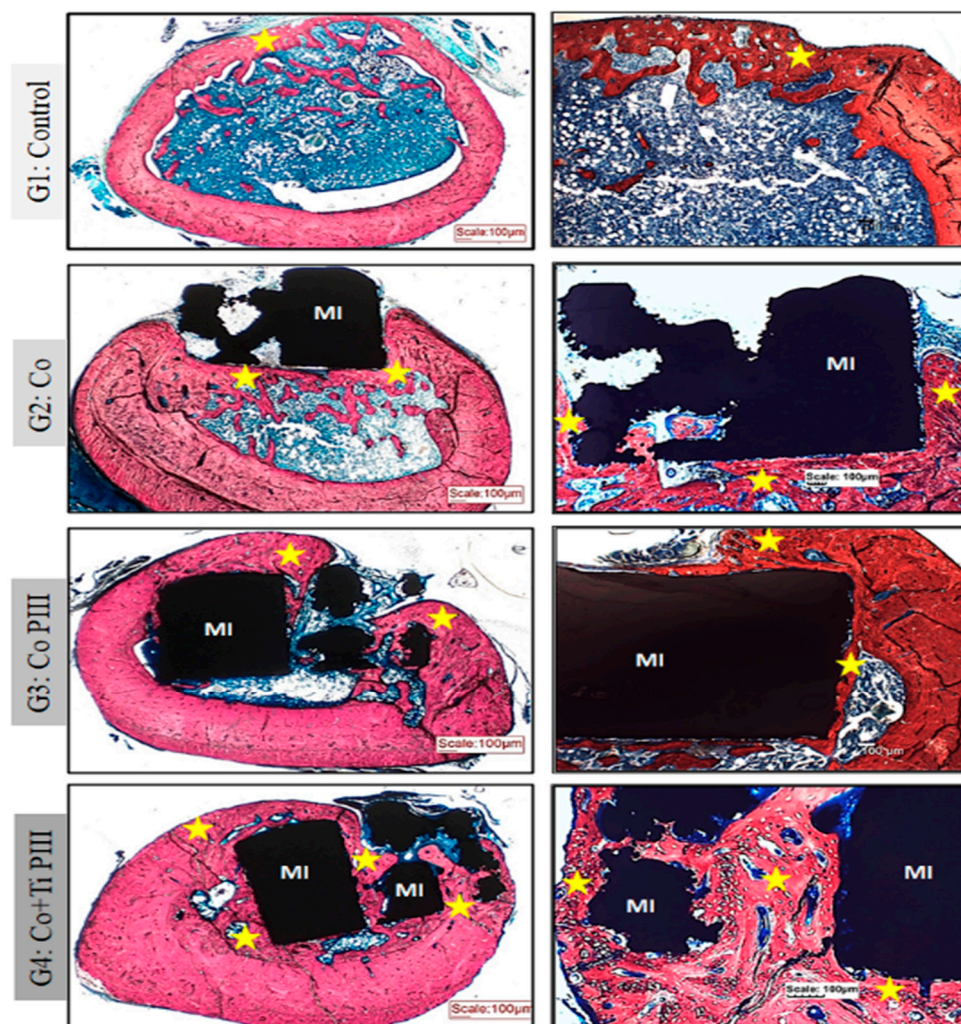 G1: Control
Scale:100µm
G2: Co
MI
Scale:100µm
MI
Scale: 100µm
G3: Co PIII
MI
Scale:100µm
MI
100 µm
G4: Co+Ti PIII
MI
MI
Scale:100µm
MI
MI
Scale: 100µm